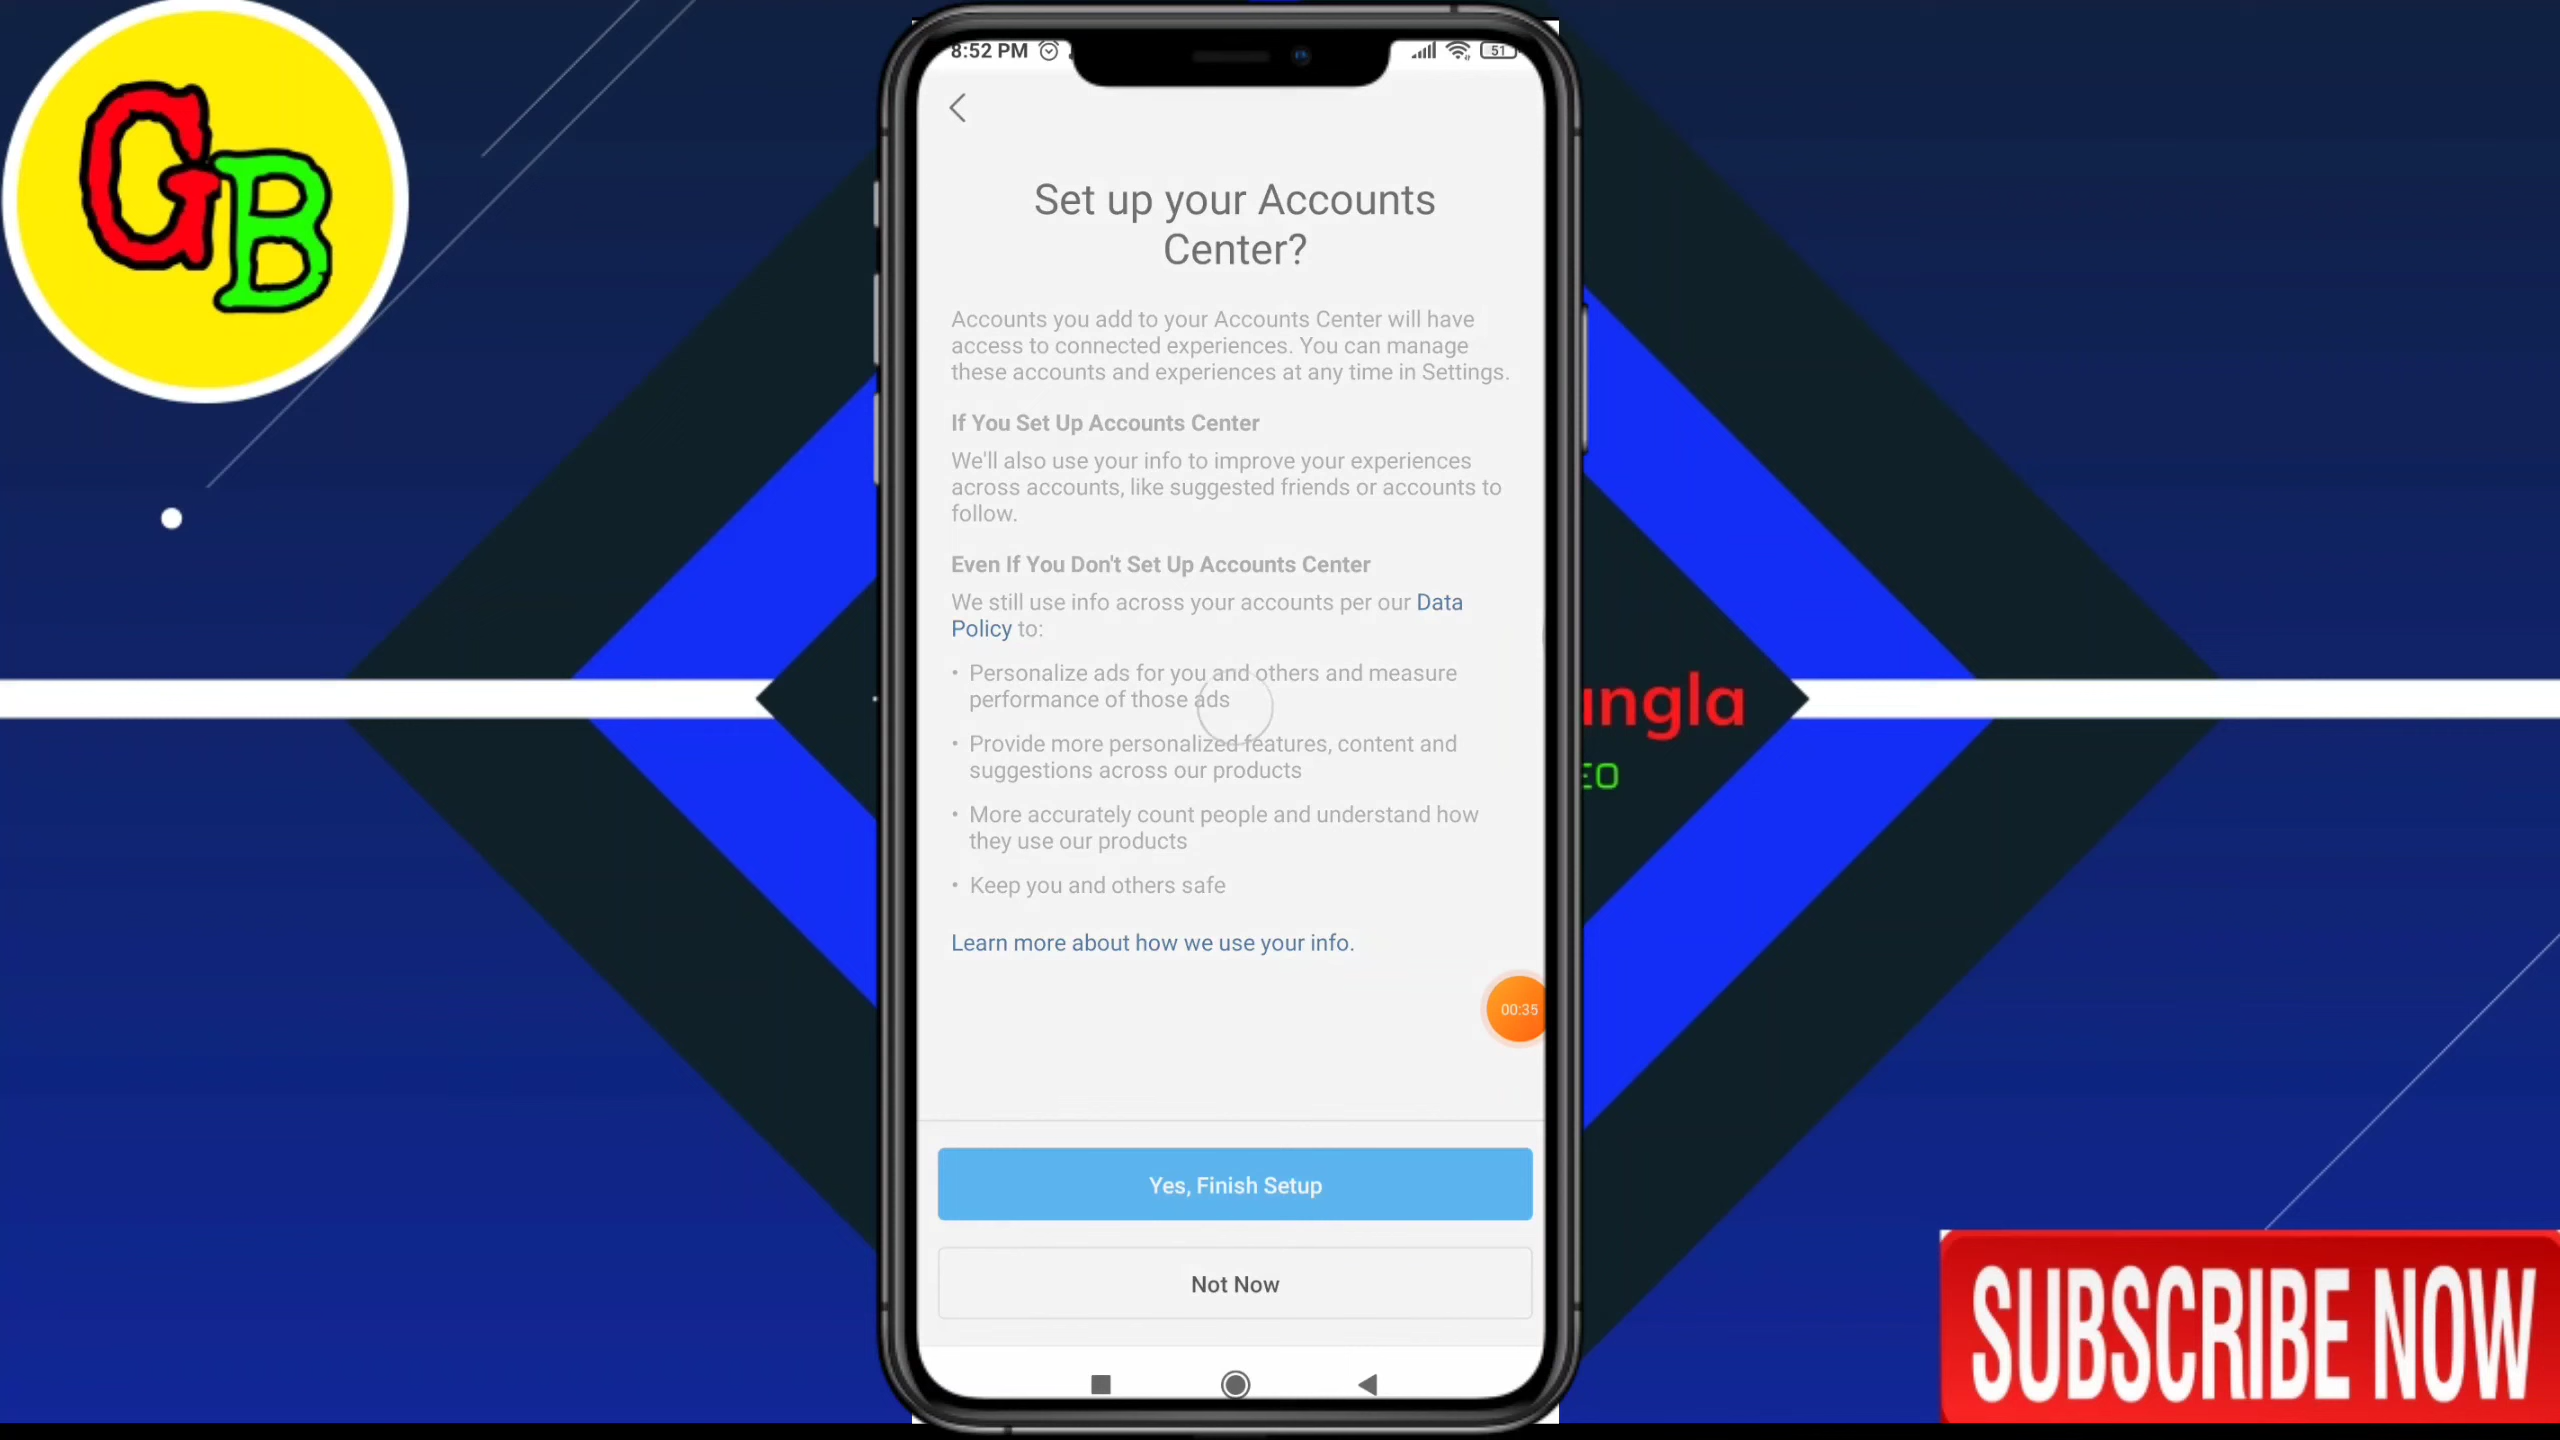 GB
8:52 PM
51
Set up your Accounts
Center?
Accounts you add to your Accounts Center will have
access to connected experiences. You can manage
these accounts and experiences at any time in Settings.
If You Set Up Accounts Center
We'll also use your info to improve your experiences
across accounts, like suggested friends or accounts to
follow.
Even If You Don't Set Up Accounts Center
We still use info across your accounts per our Data
Policy to:
• Personalize ads for you and others and measure
performance of those ads
• Provide more personalized features, content and
suggestions across our products
• More accurately count people and understand how
they use our products
• Keep you and others safe
Learn more about how we use your info.
00:35
Yes, Finish Setup
Not Now
SUBSCRIBE NOW